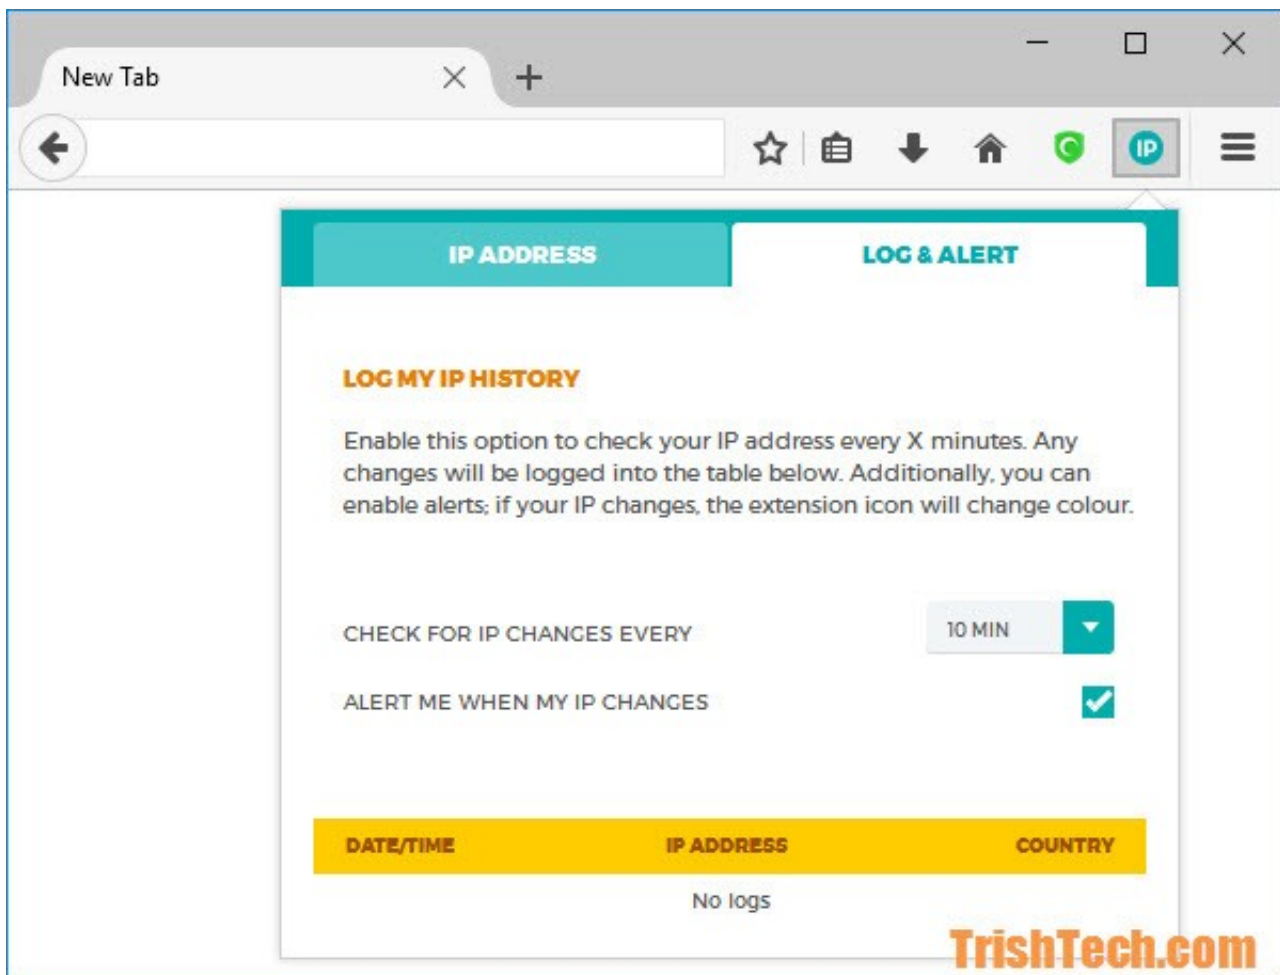 New Tab
IP
IP ADDRESS
LOG & ALERT
LOG MY IP HISTORY
Enable this option to check your IP address every X minutes. Any
changes will be logged into the table below. Additionally, you can
enable alerts; if your IP changes, the extension icon will change colour.
CHECK FOR IP CHANGES EVERY
10 MIN
ALERT ME WHEN MY IP CHANGES
DATE/TIME
IP ADDRESS
COUNTRY
No logs
TrishTech.com